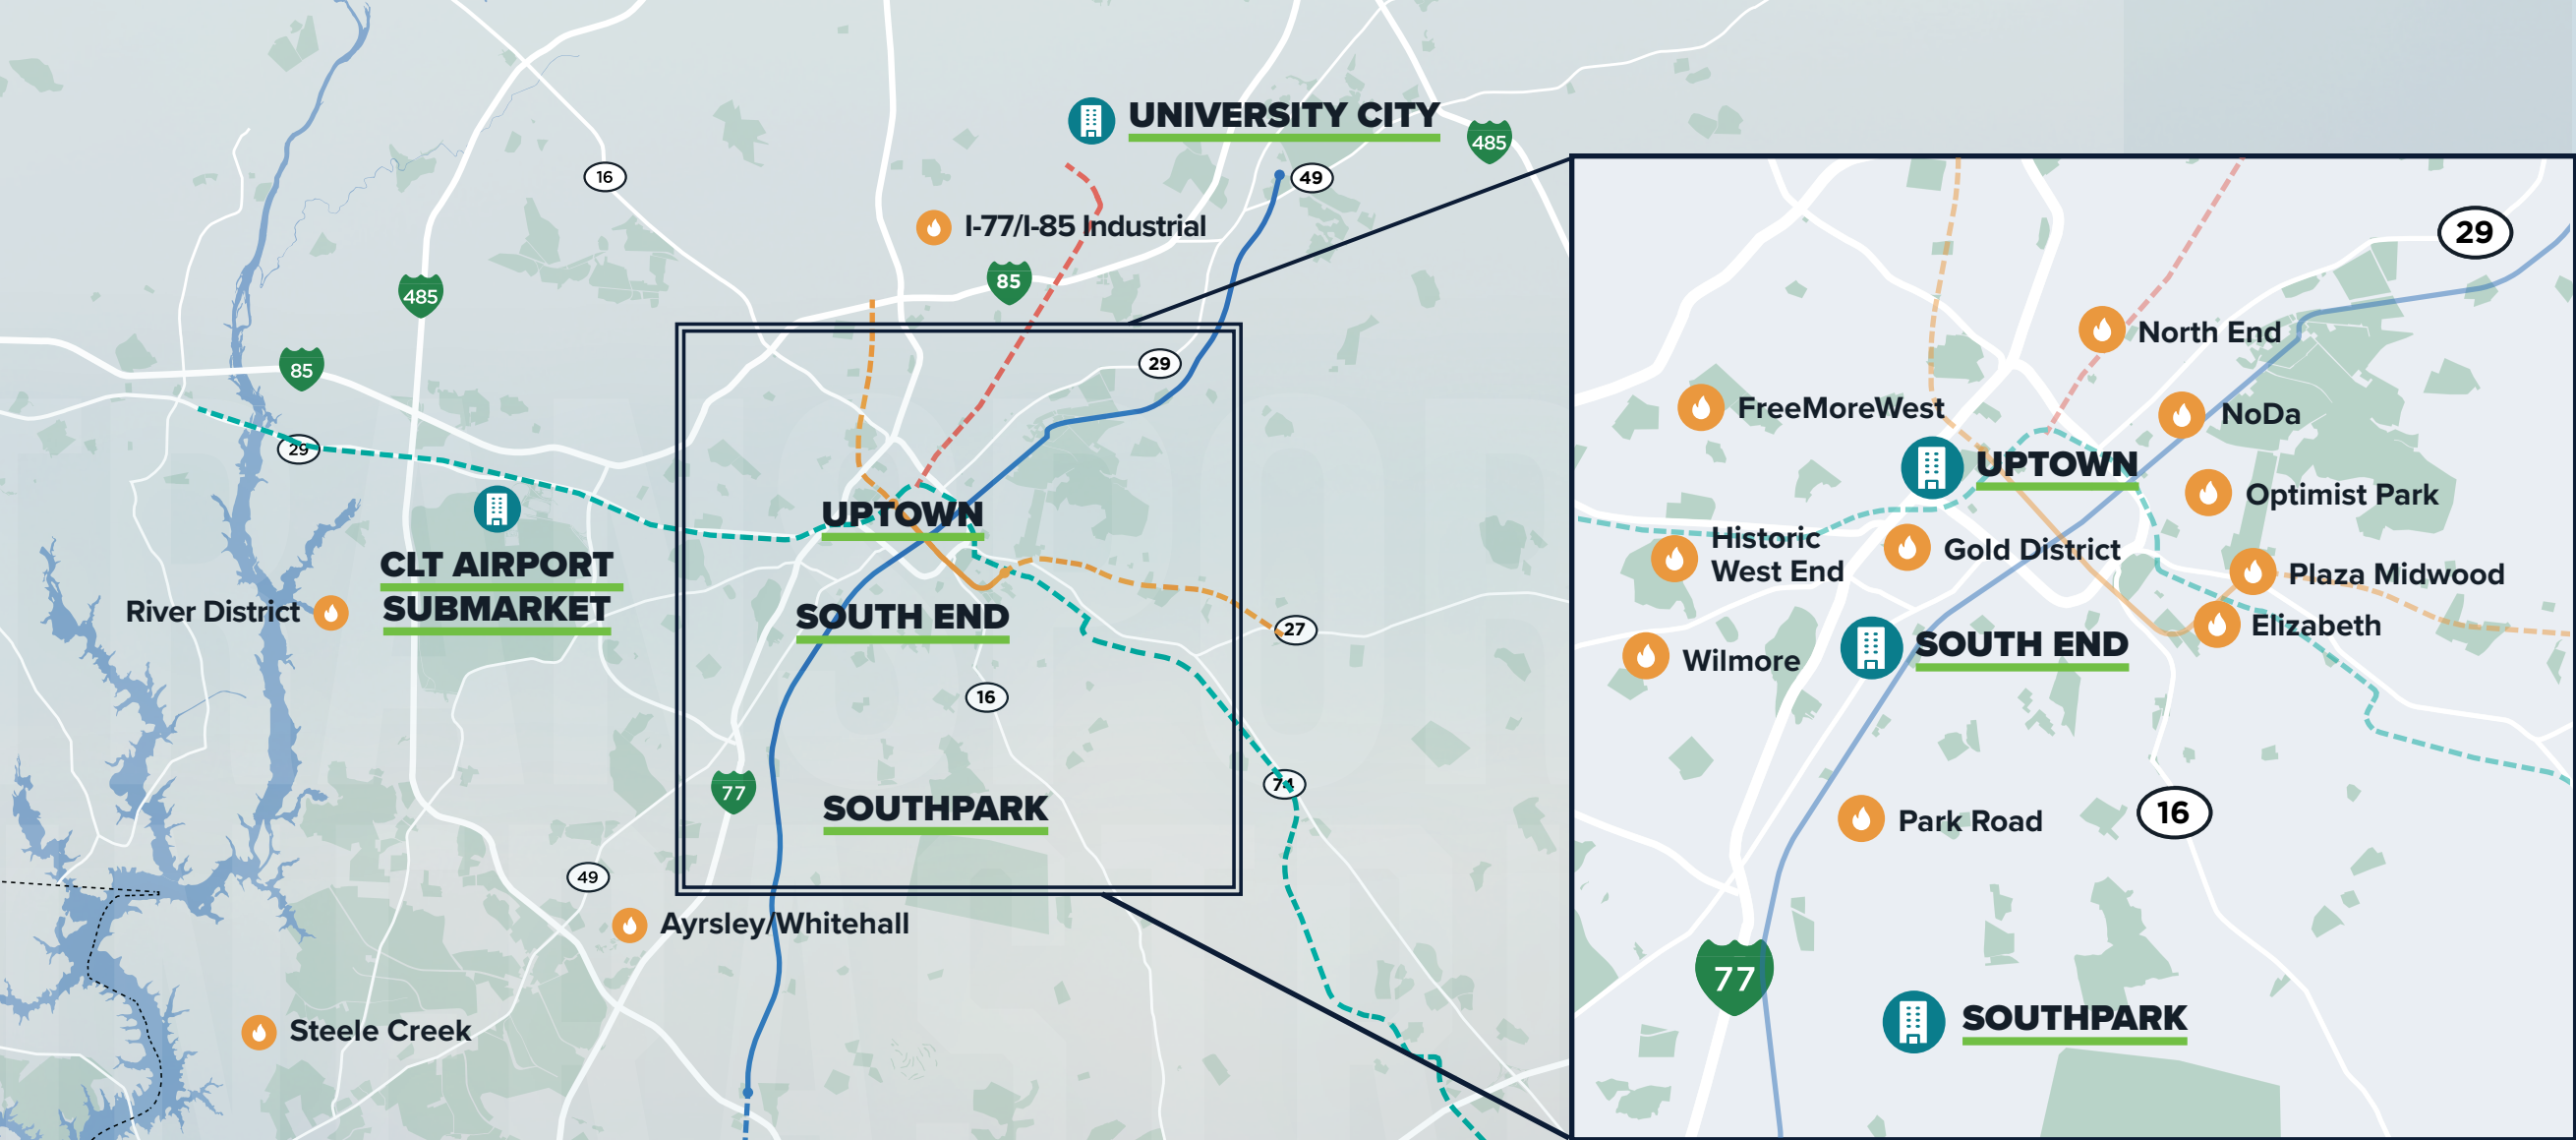 UNIVERSITY CITY
485
16
49
I-77/I-85 Industrial
85
485
85
29
29
CLT AIRPORT
SUBMARKET
River District
UPTOWN
SOUTH END
27
16
74
77
SOUTHPARK
49
Ayrsley/Whitehall
Steele Creek
29
North End
FreeMoreWest
NoDa
UPTOWN
Optimist Park
Historic
West End
Gold District
Plaza Midwood
Elizabeth
SOUTH END
Wilmore
Park Road
16
77
SOUTHPARK